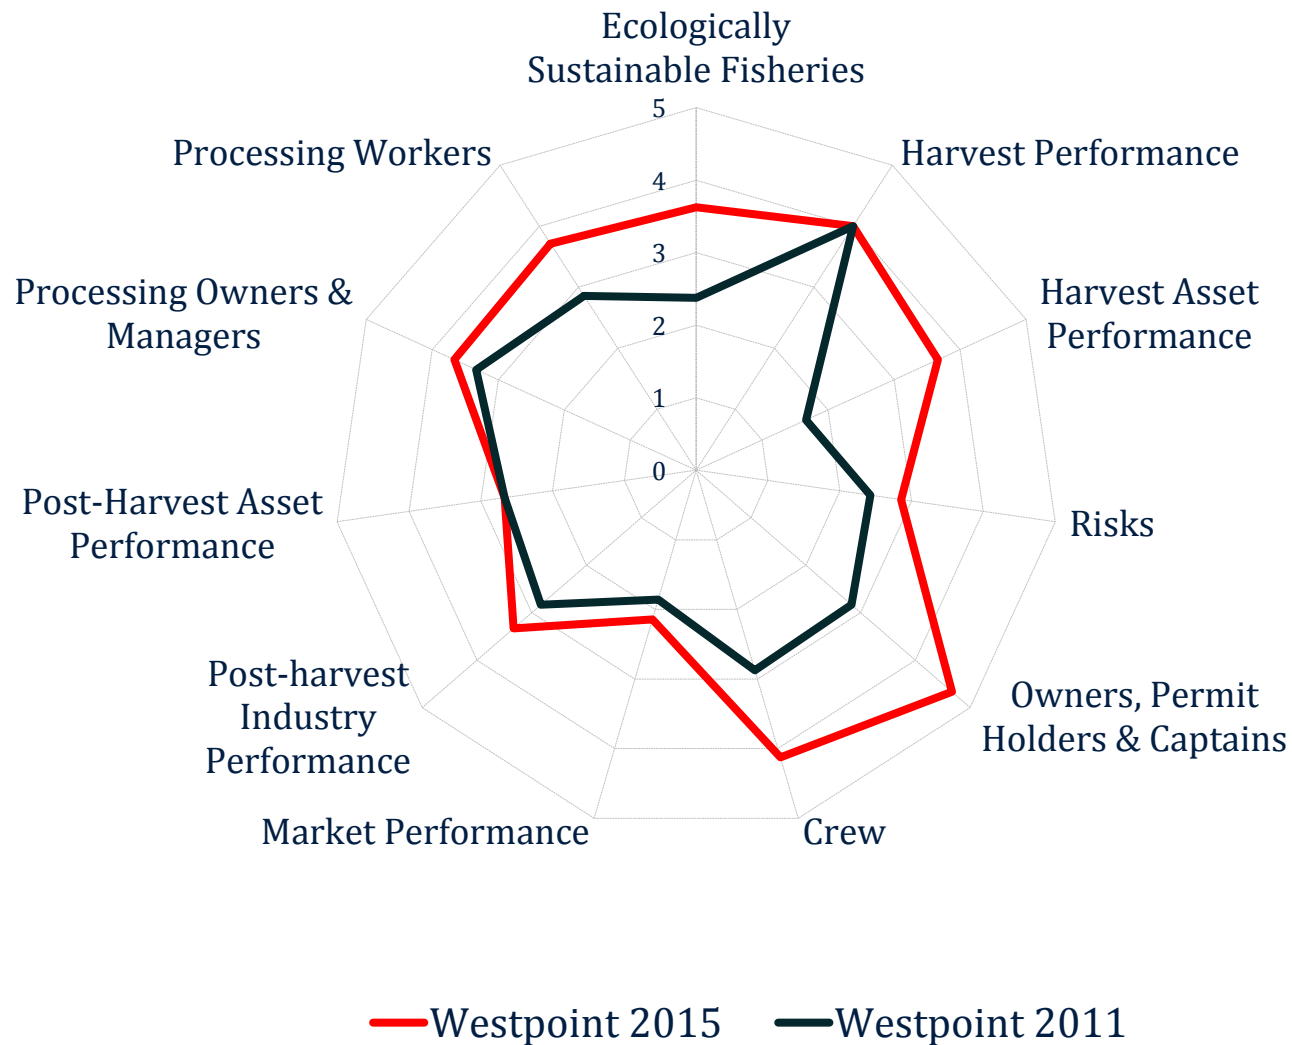 Ecologically
Sustainable Fisheries
Harvest Performance
Harvest Asset
Performance
Risks
Owners, Permit
Holders & Captains
Crew
Market Performance
Post-harvest
Industry
Performance
Post-Harvest Asset
Performance
Processing Owners &
Managers
Processing Workers
5
4
3
2
1
0
Westpoint 2015
Westpoint 2011